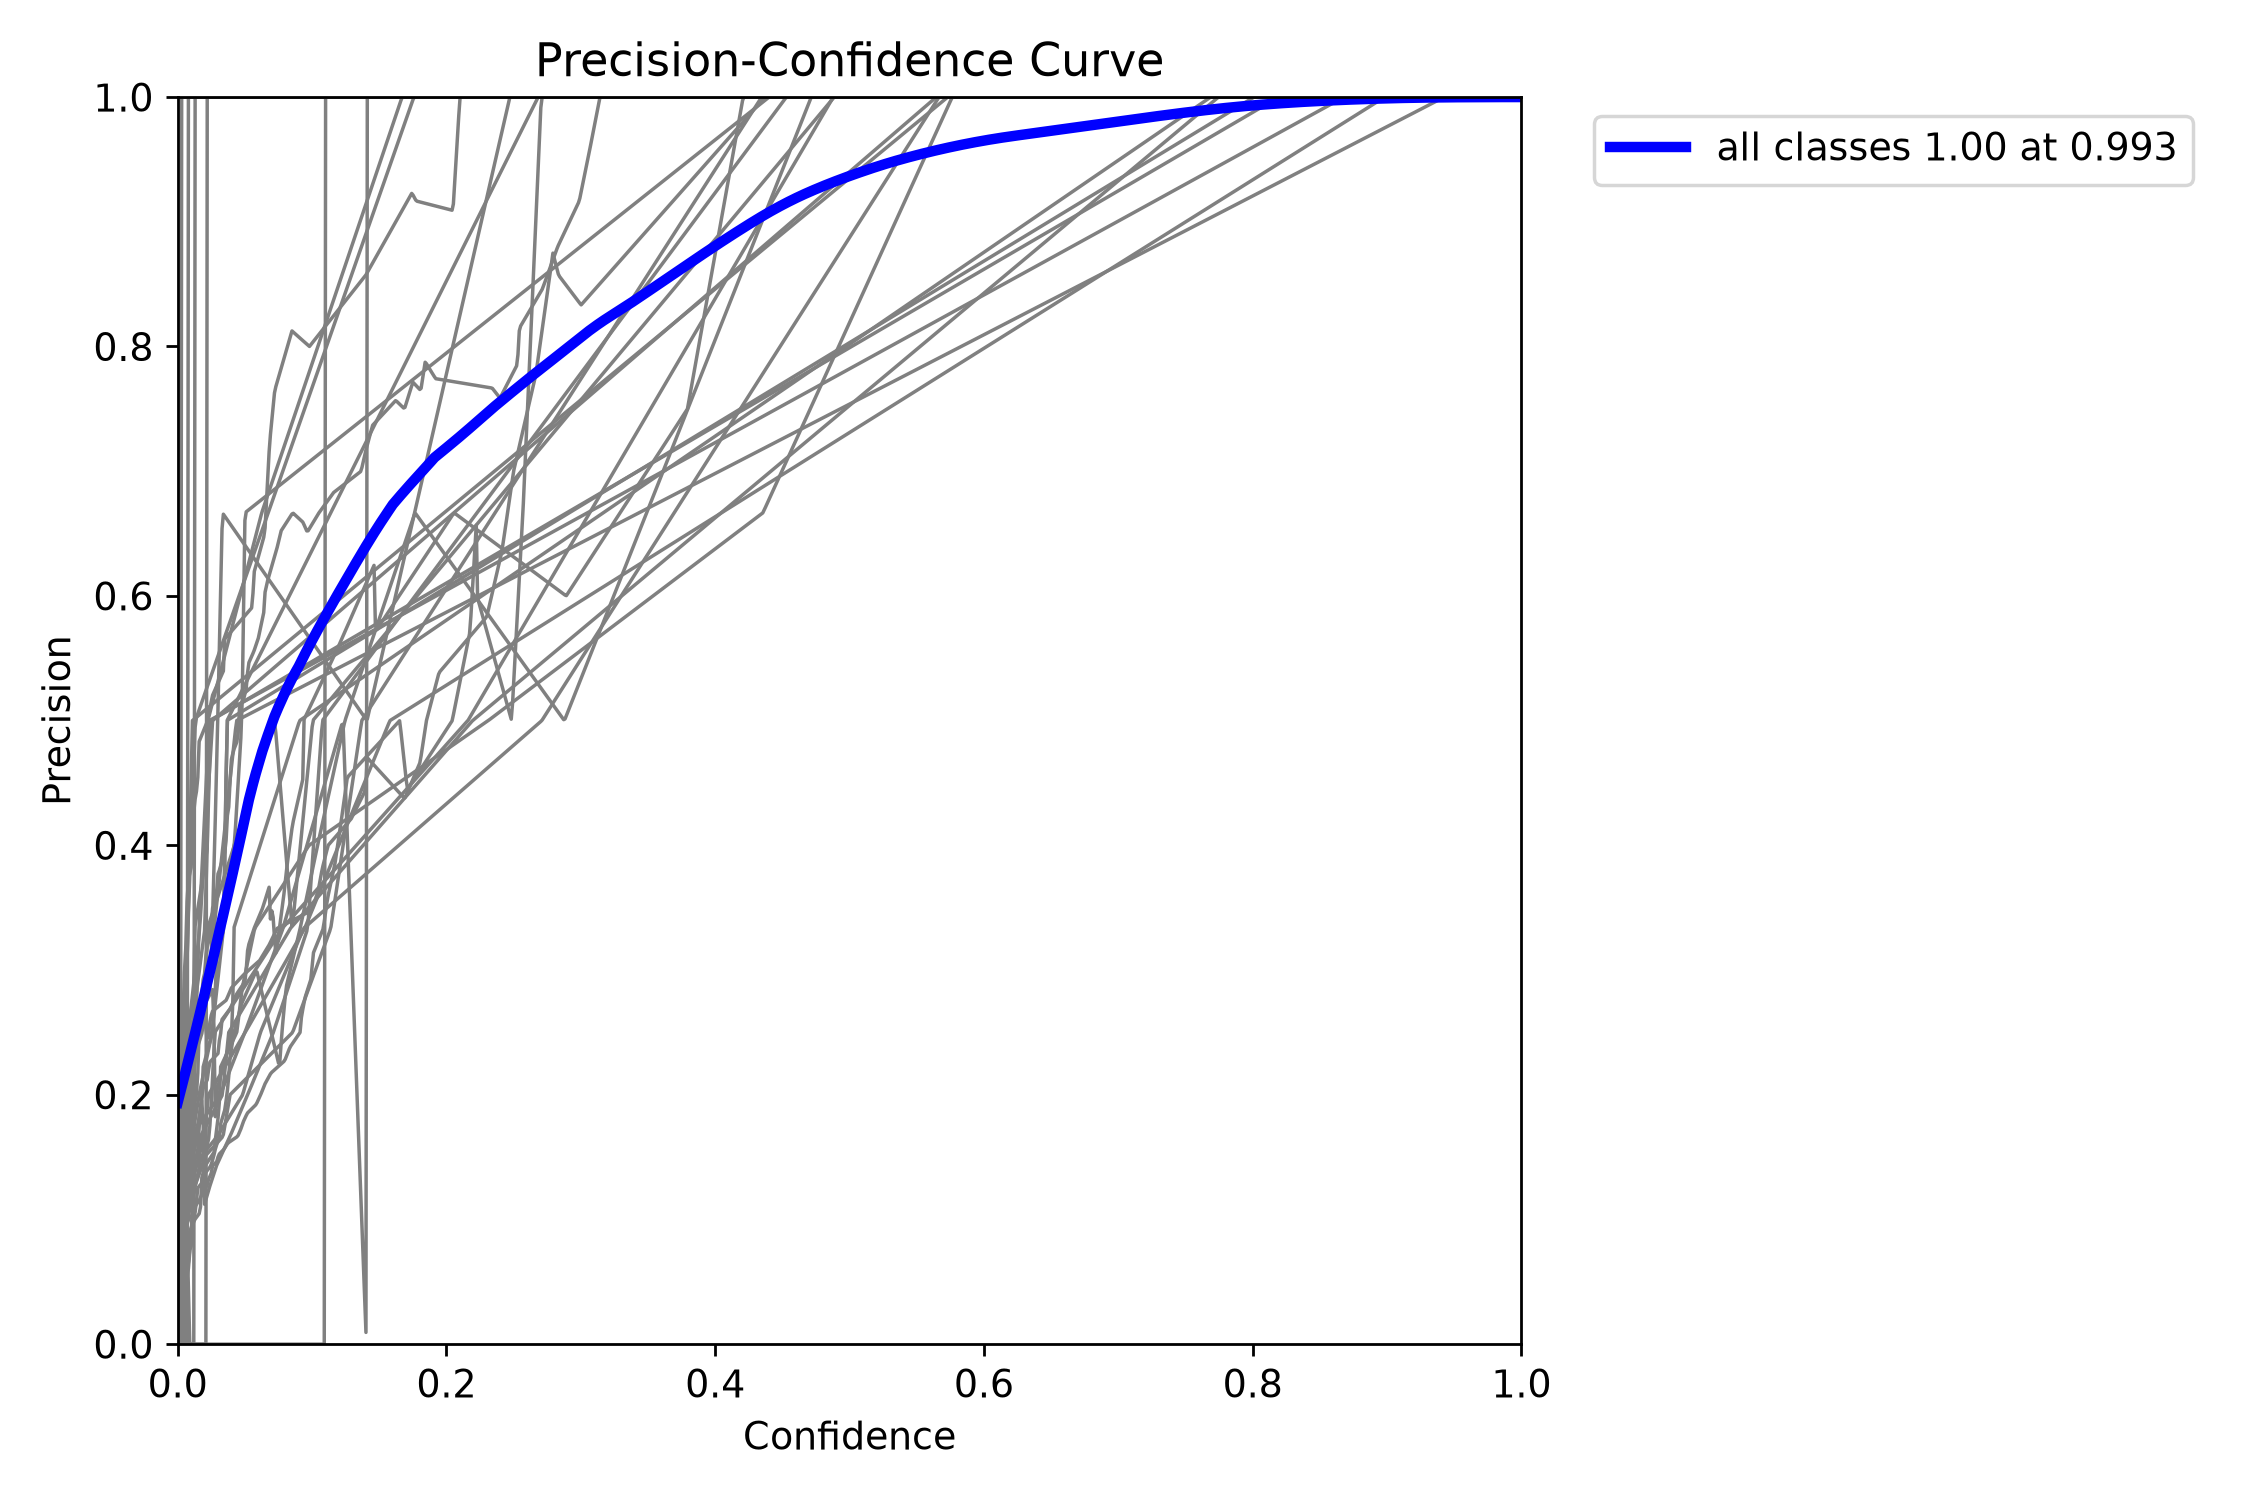 Precision-Confidence Curve
all classes 1.00 at 0.993
Precision
1.0
0.8
0.6
0.4
0.2
0.0
0.0 0.2 0.4 0.6 0.8 1.0
Confidence